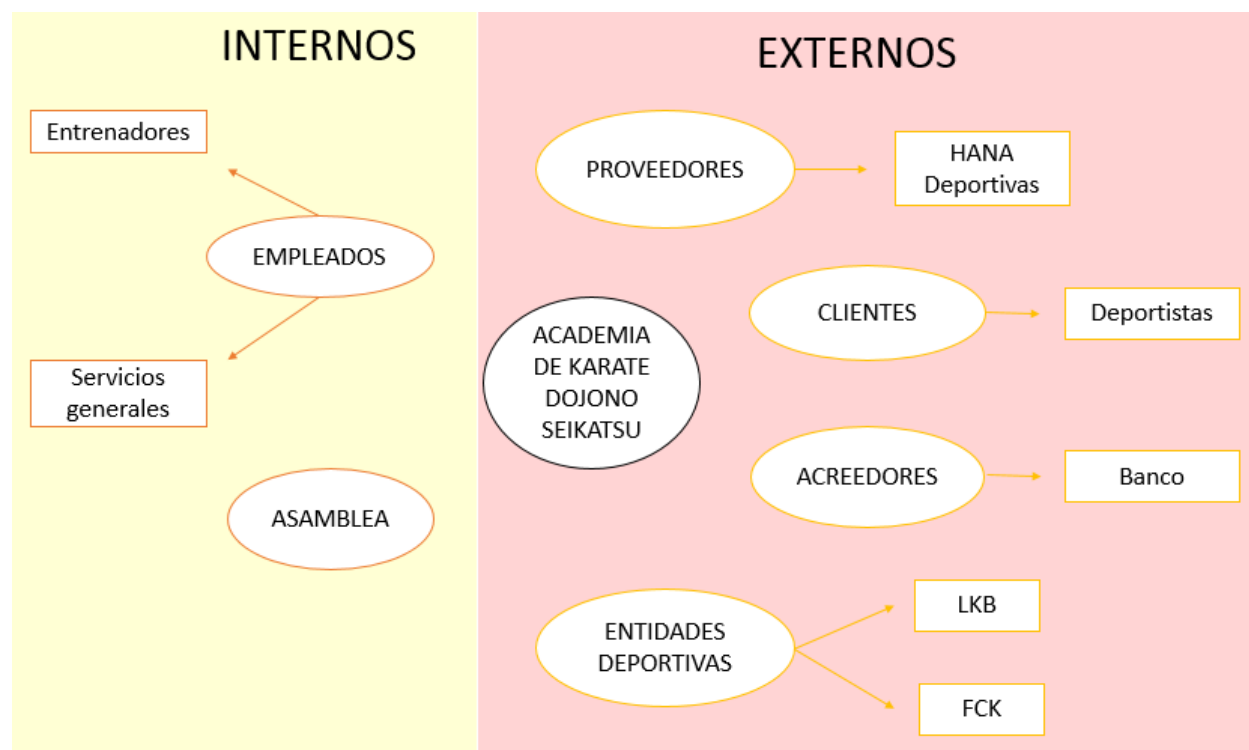 INTERNOS
Entrenadores
EMPLEADOS
Servicios
generales
ASAMBLEA
EXTERNOS
PROVEEDORES
HANA
Deportivas
ACADEMIA
DE KARATE
DOJONO
SEIKATSU
CLIENTES
Deportistas
ACREEDORES
Banco
ENTIDADES
DEPORTIVAS
LKB
FCK